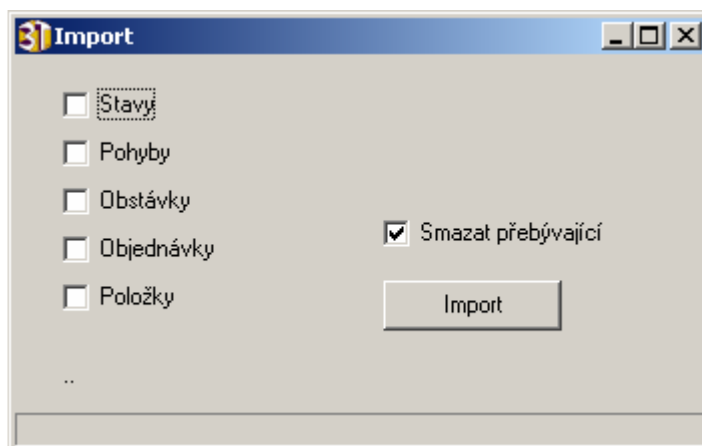 Import
Stavy
Pohyby
Obstávky
Objednávky
Položky
Smazat přebývající
Import
..